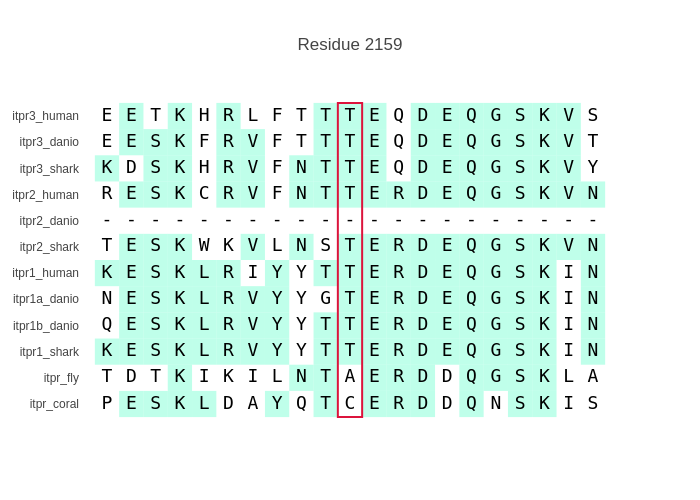 Residue 2159
itpr3_human E E T K H R L F T T T E Q D E Q G S K V S
itpr3_danio E E S K F R V F T T T E Q D E Q G S K V T
itpr3_shark K D S K H R V F N T T E Q D E Q G S K V Y
itpr2_human R E S K C R V F N T T E R D E Q G S K V N
itpr2_danio - - - - - - - - - - - - - - - - - - - - -
itpr2_shark T E S K W K V L N S T E R D E Q G S K V N
itpr1_human K E S K L R I Y Y T T E R D E Q G S K I N
itpr1a_danio N E S K L R V Y Y G T E R D E Q G S K I N
itpr1b_danio Q E S K L R V Y Y T T E R D E Q G S K I N
itpr1_shark K E S K L R V Y Y T T E R D E Q G S K I N
itpr_fly T D T K I K I L N T A E R D D Q G S K L A
itpr_coral P E S K L D A Y Q T C E R D D Q N S K I S